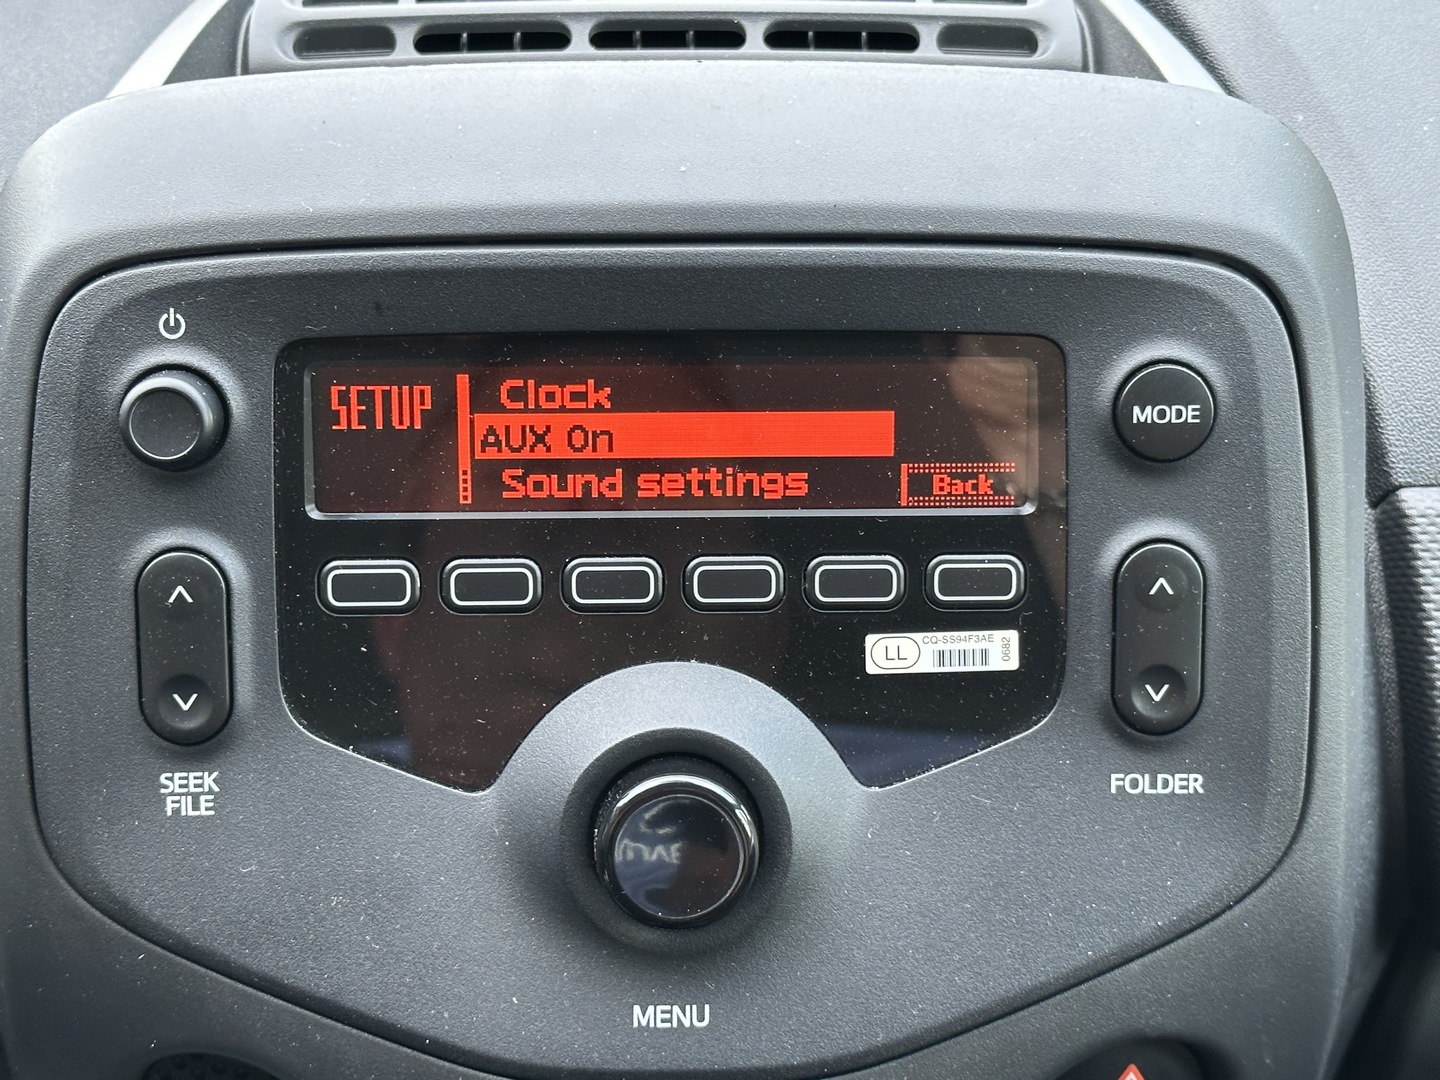 SETUP
Clock
AUX On
Sound settings
Back
MODE
LL
CQ-SS94F3AE
0682
SEEK
FILE
FOLDER
MENU